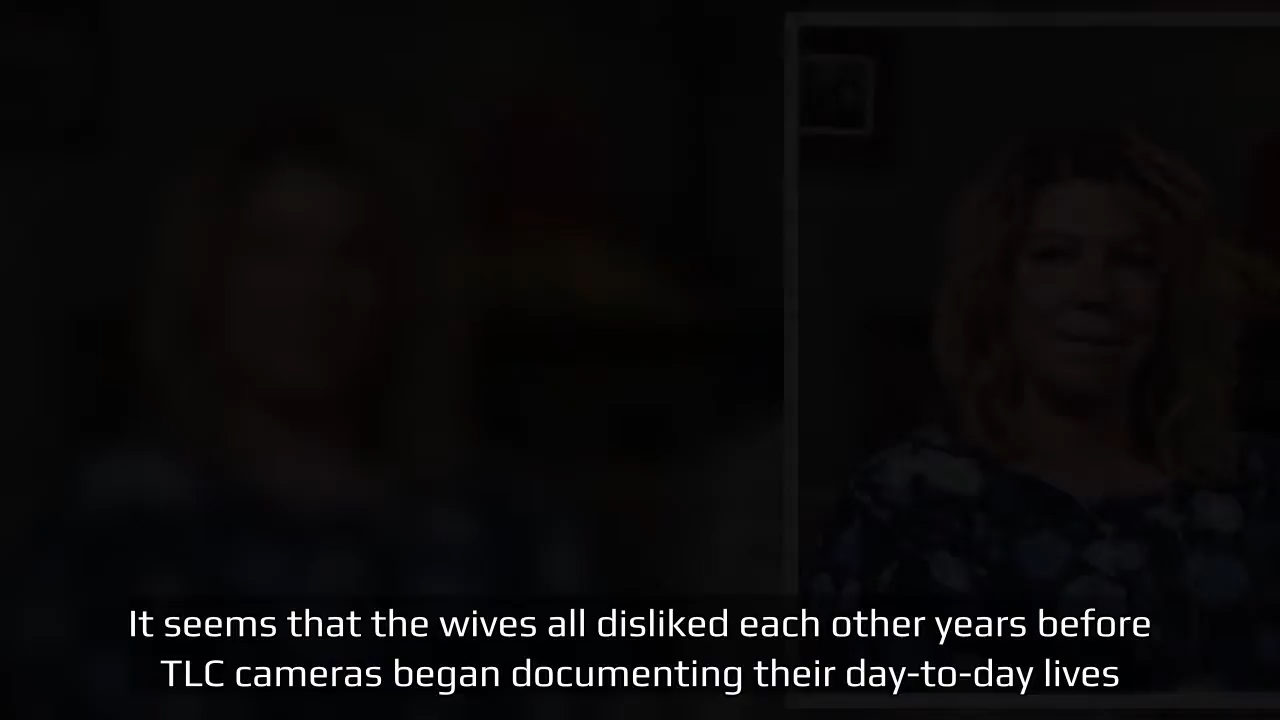 It seems that the wives all disliked each other years before
TLC cameras began documenting their day-to-day lives